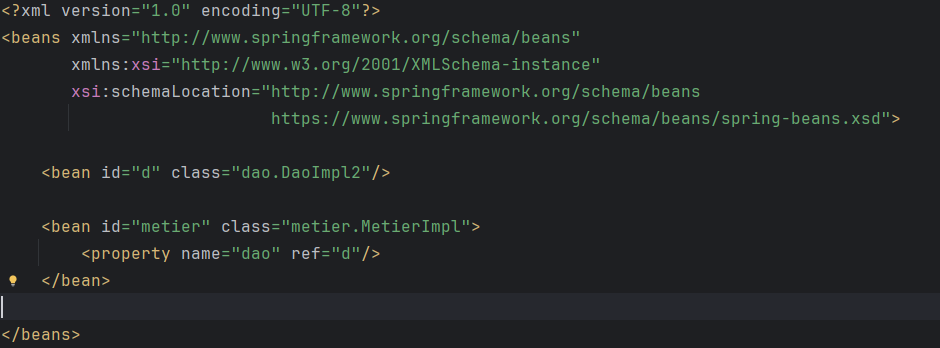 <?xml version="1.0" encoding="UTF-8"?>
<beans xmlns="http://www.springframework.org/schema/beans"
       xmlns:xsi="http://www.w3.org/2001/XMLSchema-instance"
       xsi:schemaLocation="http://www.springframework.org/schema/beans
                           https://www.springframework.org/schema/beans/spring-beans.xsd">
    <bean id="d" class="dao.DaoImpl2"/>
    <bean id="metier" class="metier.MetierImpl">
        <property name="dao" ref="d"/>
    </bean>
</beans>